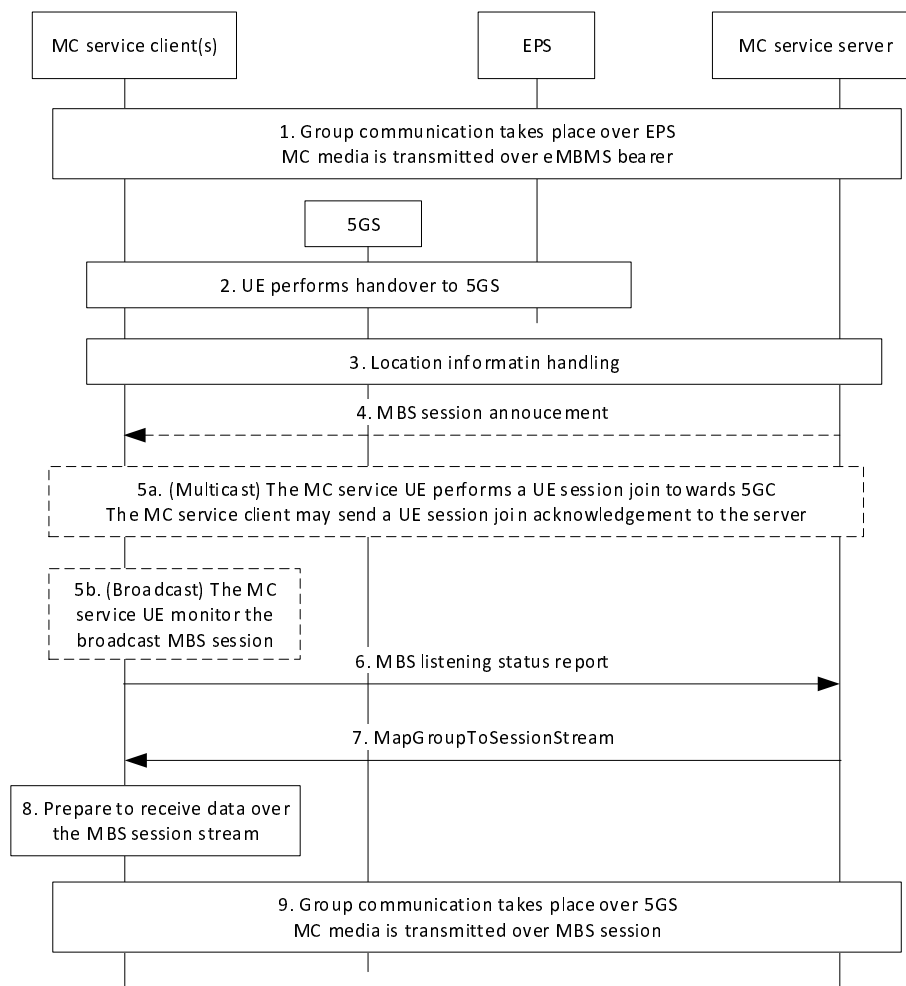 MC service client(s)
EPS
MC service server
1. Group communication takes place over EPS
MC media is transmitted over eMBMS bearer
5GS
2. UE performs handover to 5GS
3. Location informatin handling
4. MBS session annoucement
5a. (Multicast) The MC service UE performs a UE session join towards 5GC
The MC service client may send a UE session join acknowledgement to the server
5b. (Broadcast) The MC
service UE monitor the
broadcast MBS session
6. MBS listening status report
7. MapGroupToSessionStream
8. Prepare to receive data over
the MBS session stream
9. Group communication takes place over 5GS
MC media is transmitted over MBS session